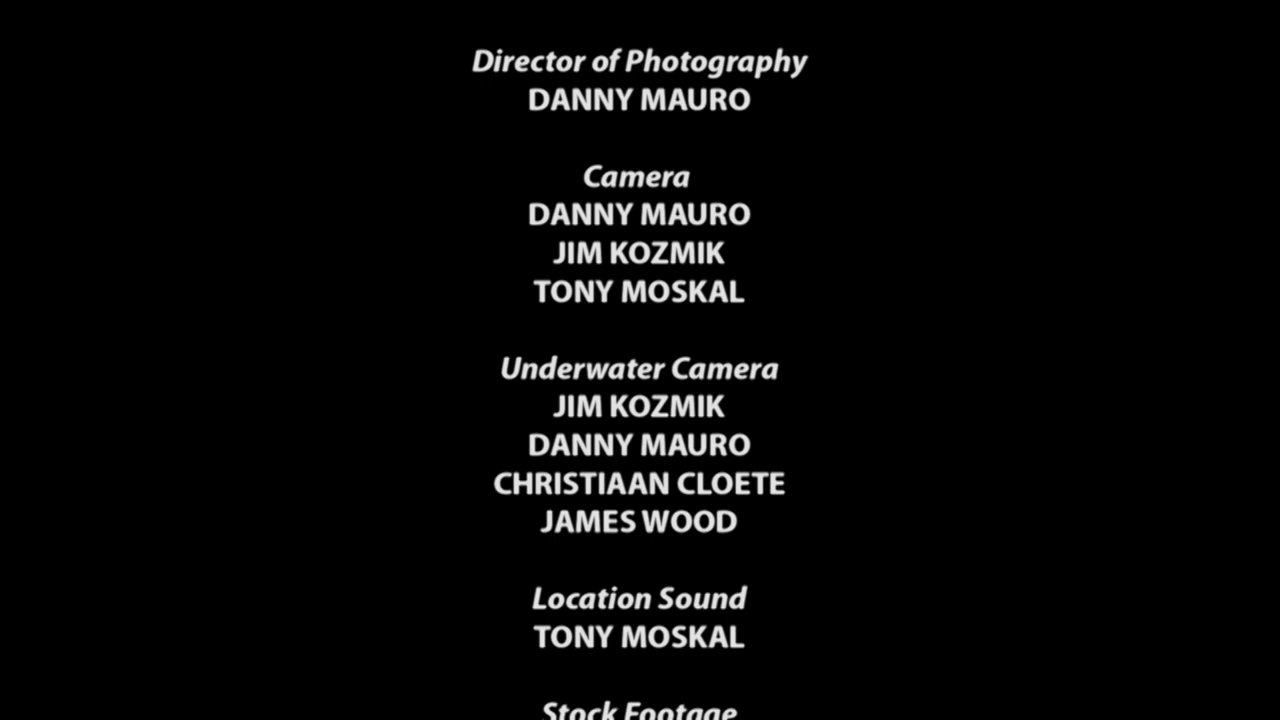 Director of Photography
DANNY MAURO
Camera
DANNY MAURO
JIM KOZMIK
TONY MOSKAL
Underwater Camera
JIM KOZMIK
DANNY MAURO
CHRISTIAAN CLOETE
JAMES WOOD
Location Sound
TONY MOSKAL
Stock Footage